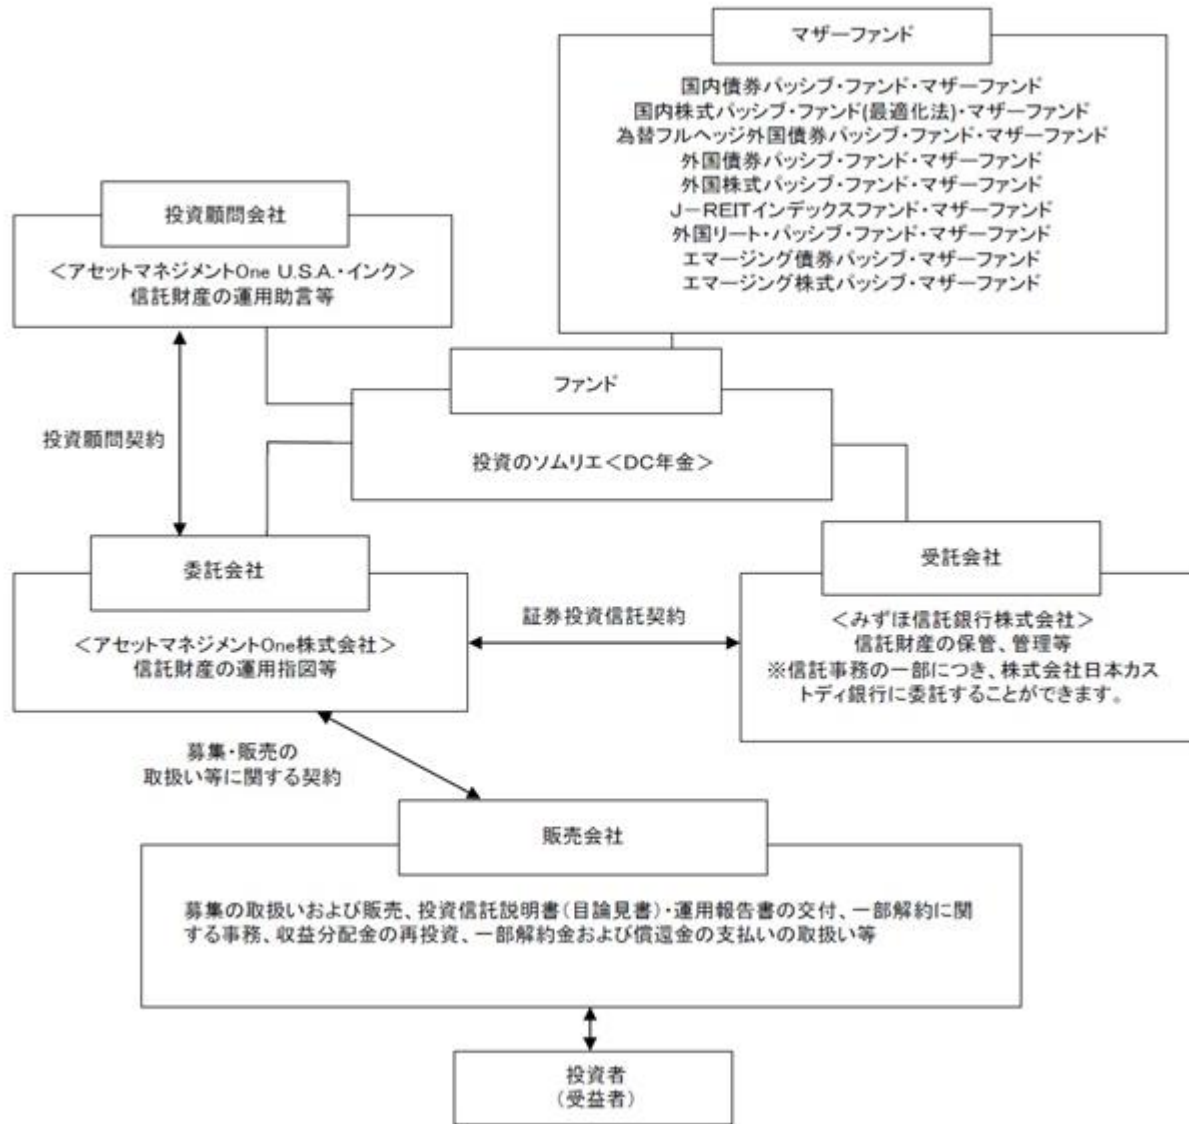 マザーファンド
国内債券パッシブ・ファンド・マザーファンド
国内株式パッシブ・ファンド(最適化法)・マザーファンド
為替フルヘッジ外国債券パッシブ・ファンド・マザーファンド
外国債券パッシブ・ファンド・マザーファンド
外国株式パッシブ・ファンド・マザーファンド
J－REITインデックスファンド・マザーファンド
外国リート・パッシブ・ファンド・マザーファンド
エマージング債券パッシブ・マザーファンド
エマージング株式パッシブ・マザーファンド
投資顧問会社
＜アセットマネジメントOne U.S.A.・インク＞
信託財産の運用助言等
ファンド
投資のソムリエ＜DC年金＞
投資顧問契約
委託会社
＜アセットマネジメントOne株式会社＞
信託財産の運用指図等
証券投資信託契約
受託会社
＜みずほ信託銀行株式会社＞
信託財産の保管、管理等
※信託事務の一部につき、株式会社日本カス
トディ銀行に委託することができます。
募集・販売の
取扱い等に関する契約
販売会社
募集の取扱いおよび販売、投資信託説明書（目論見書）・運用報告書の交付、一部解約に関
する事務、収益分配金の再投資、一部解約金および償還金の支払いの取扱い等
投資者
（受益者）